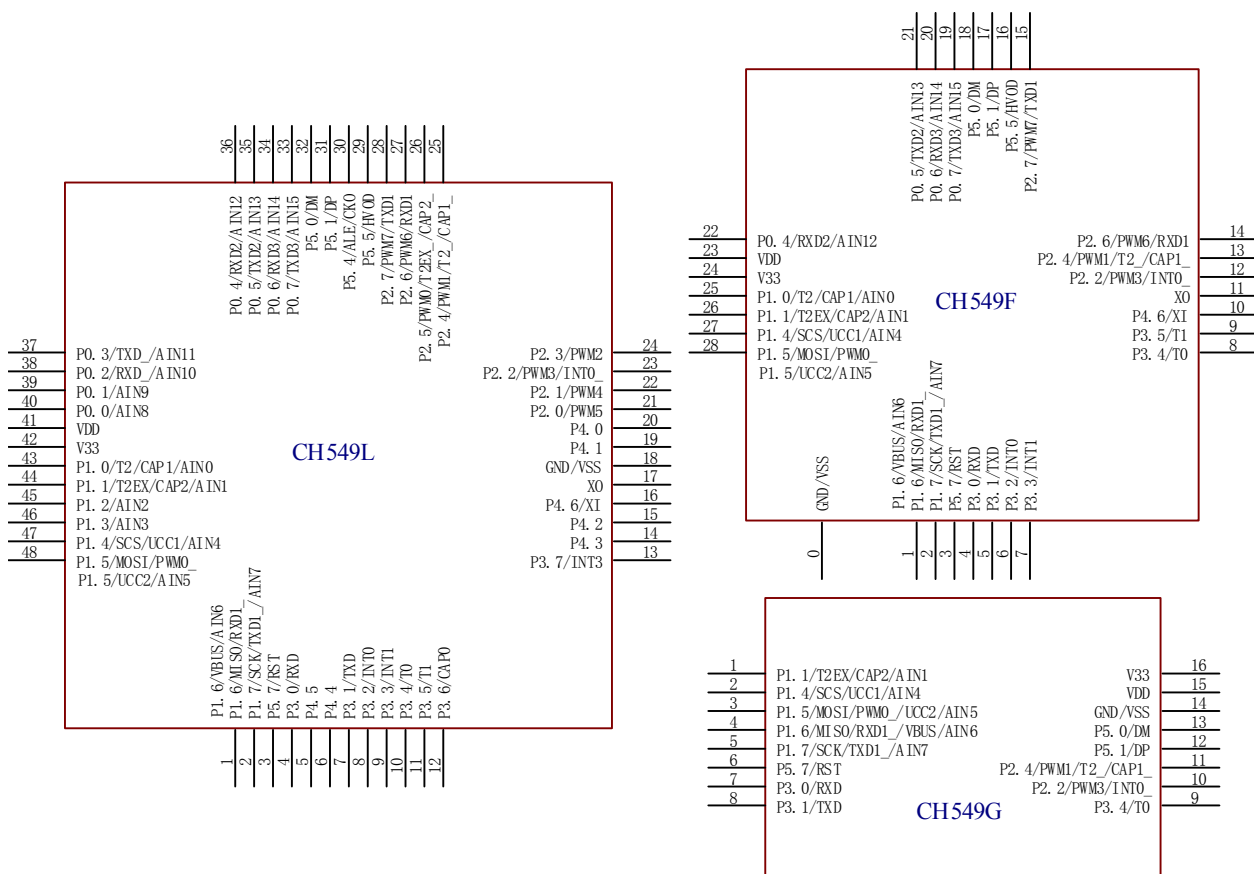 CH549L
36
35
34
33
32
31
30
29
28
27
26
25
P0.4/RXD2/AIN12
P0.5/TXD2/AIN13
P0.6/RXD3/AIN14
P0.7/TXD3/AIN15
P5.0/DM
P5.1/DP
P5.4/ALE/CKO
P5.5/HVOD
P2.7/PWM7/TXD1
P2.6/PWM6/RXD1
P2.5/PWM0/T2EX_/CAP2_
P2.4/PWM1/T2_/CAP1_
37 P0.3/TXD_/AIN11
38 P0.2/RXD_/AIN10
39 P0.1/AIN9
40 P0.0/AIN8
41 VDD
42 V33
43 P1.0/T2/CAP1/AIN0
44 P1.1/T2EX/CAP2/AIN1
45 P1.2/AIN2
46 P1.3/AIN3
47 P1.4/SCS/UCC1/AIN4
48 P1.5/MOSI/PWM0_
P1.5/UCC2/AIN5
P2.3/PWM2 24
P2.2/PWM3/INT0_ 23
P2.1/PWM4 22
P2.0/PWM5 21
P4.0 20
P4.1 19
GND/VSS 18
XO 17
P4.6/XI 16
P4.2 15
P4.3 14
P3.7/INT3 13
P1.6/VBUS/AIN6
P1.6/MISO/RXD1_
P1.7/SCK/TXD1_/AIN7
P5.7/RST
P3.0/RXD
P4.5
P4.4
P3.1/TXD
P3.2/INT0
P3.3/INT1
P3.4/T0
P3.5/T1
P3.6/CAP0
1
2
3
4
5
6
7
8
9
10
11
12
CH549F
21
20
19
18
17
16
15
P0.5/TXD2/AIN13
P0.6/RXD3/AIN14
P0.7/TXD3/AIN15
P5.0/DM
P5.1/DP
P5.5/HVOD
P2.7/PWM7/TXD1
22 P0.4/RXD2/AIN12
23 VDD
24 V33
25 P1.0/T2/CAP1/AIN0
26 P1.1/T2EX/CAP2/AIN1
27 P1.4/SCS/UCC1/AIN4
28 P1.5/MOSI/PWM0_
P1.5/UCC2/AIN5
P2.6/PWM6/RXD1 14
P2.4/PWM1/T2_/CAP1_ 13
P2.2/PWM3/INT0_ 12
XO 11
P4.6/XI 10
P3.5/T1 9
P3.4/T0 8
GND/VSS
P1.6/VBUS/AIN6
P1.6/MISO/RXD1_
P1.7/SCK/TXD1_/AIN7
P5.7/RST
P3.0/RXD
P3.1/TXD
P3.2/INT0
P3.3/INT1
0
1
2
3
4
5
6
7
1 P1.1/T2EX/CAP2/AIN1
2 P1.4/SCS/UCC1/AIN4
3 P1.5/MOSI/PWM0_/UCC2/AIN5
4 P1.6/MISO/RXD1_/VBUS/AIN6
5 P1.7/SCK/TXD1_/AIN7
6 P5.7/RST
7 P3.0/RXD
8 P3.1/TXD
V33 16
VDD 15
GND/VSS 14
P5.0/DM 13
P5.1/DP 12
P2.4/PWM1/T2_/CAP1_ 11
P2.2/PWM3/INT0_ 10
P3.4/T0 9
CH549G